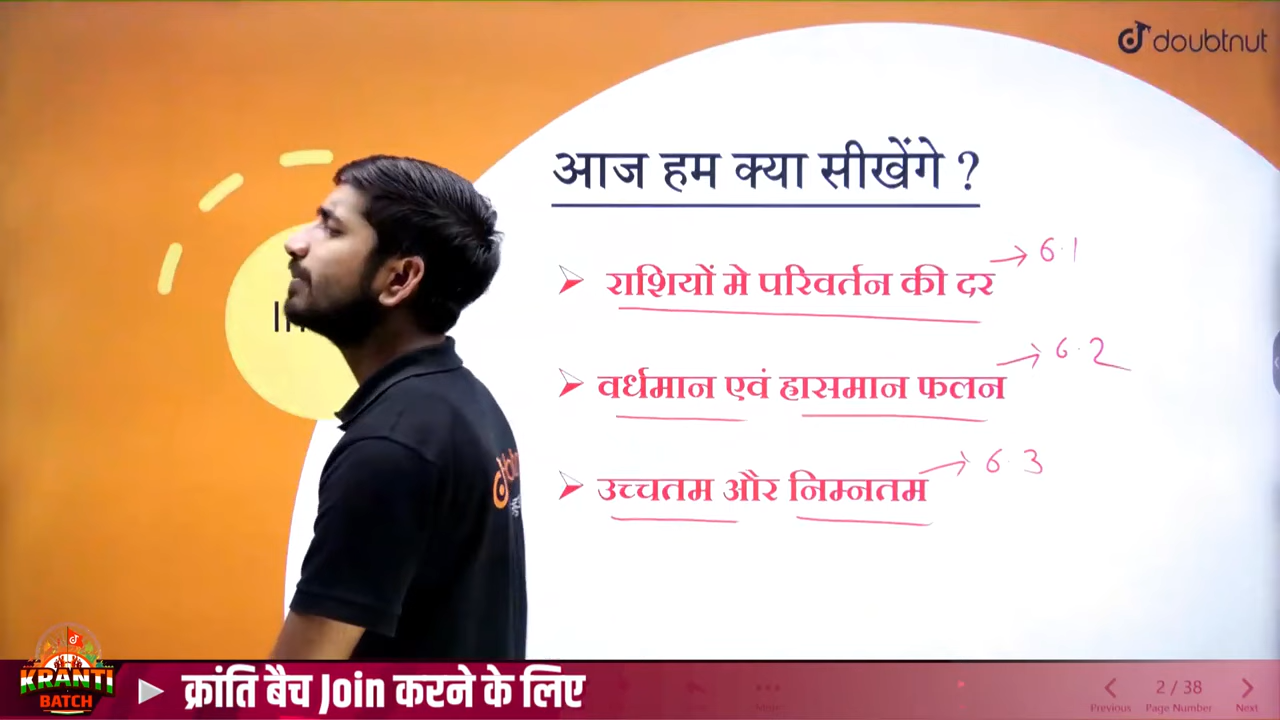 doubtnut
आज हम क्या सीखेंगे ?
राशियों मे परिवर्तन की दर → 6.1
वर्धमान एवं ह्रासमान फलन → 6.2
उच्चतम और निम्नतम → 6.3
KRANTI
BATCH
क्रांति बैच Join करने के लिए
2 / 38
Previous Page Number Next